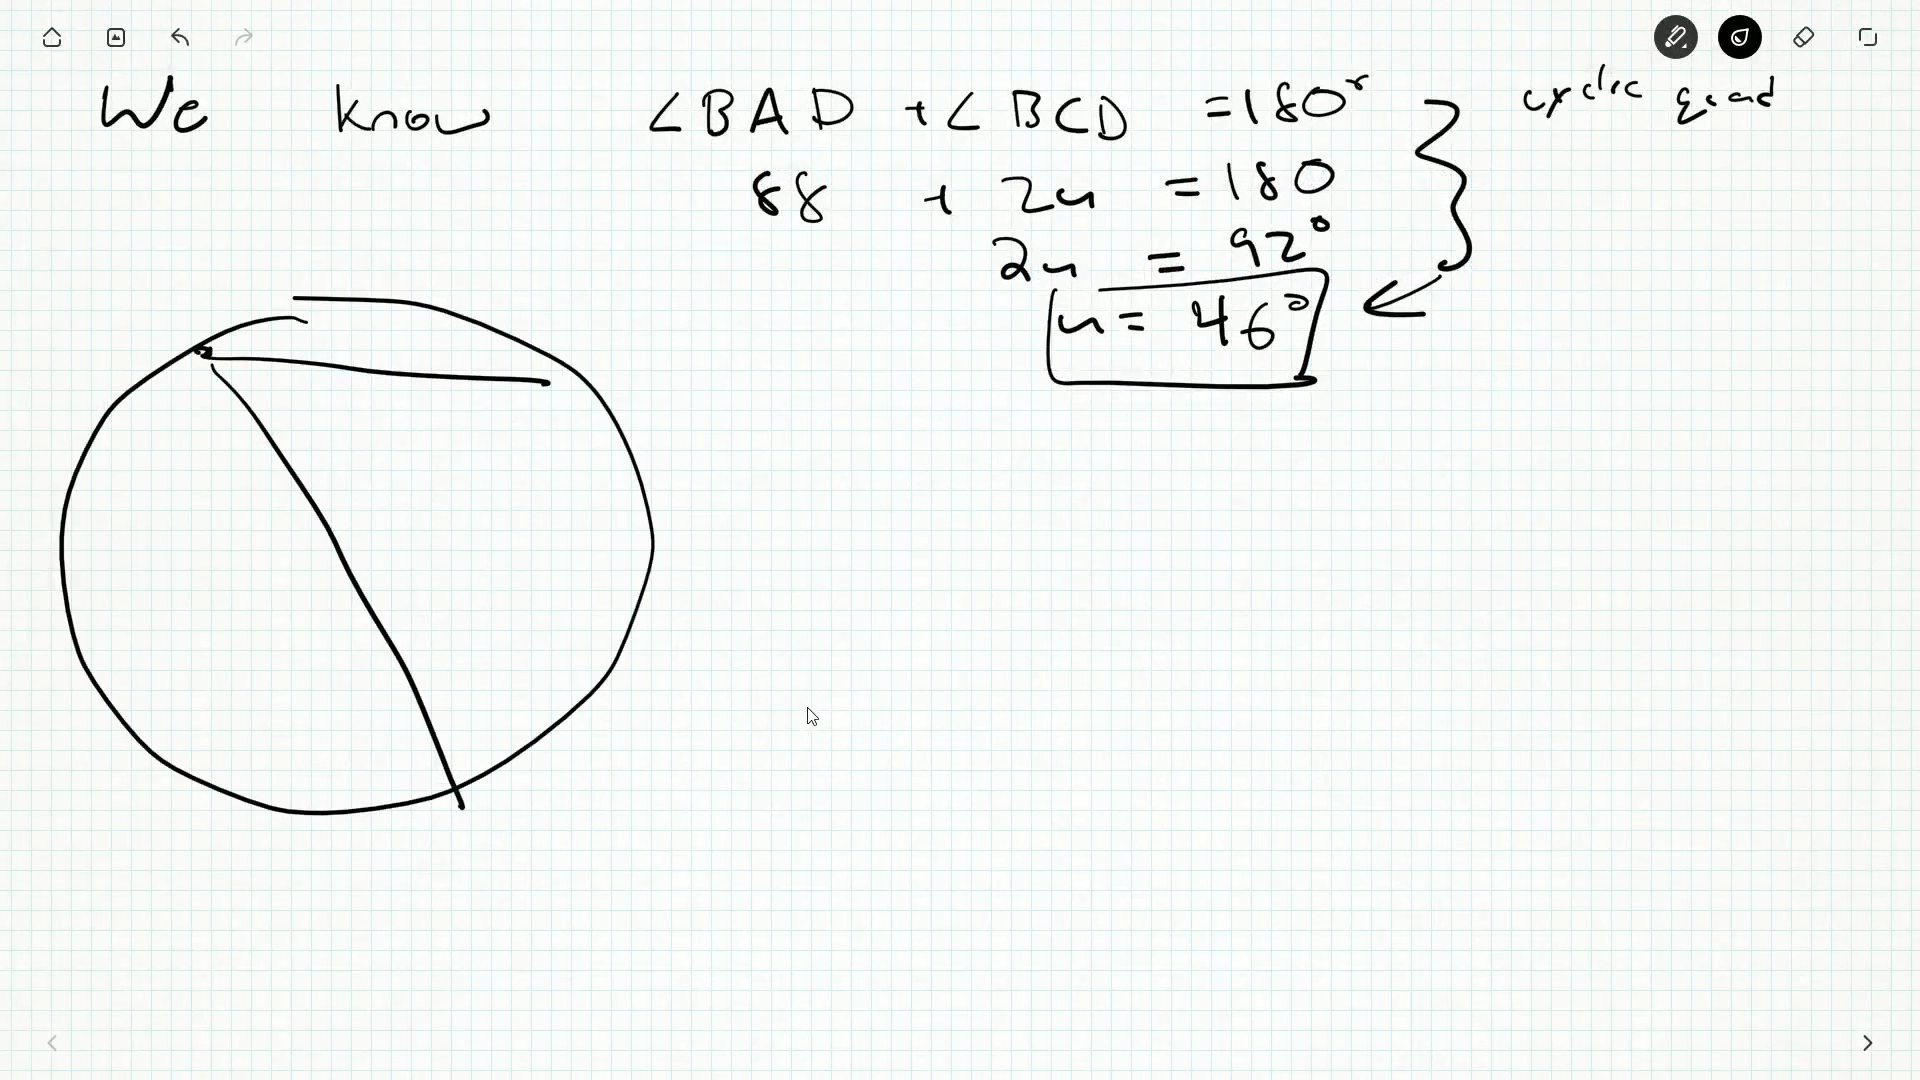 We know ∠BAD + ∠BCD = 180° cyclic quad
88 + 2u = 180
2u = 92°
u = 46°